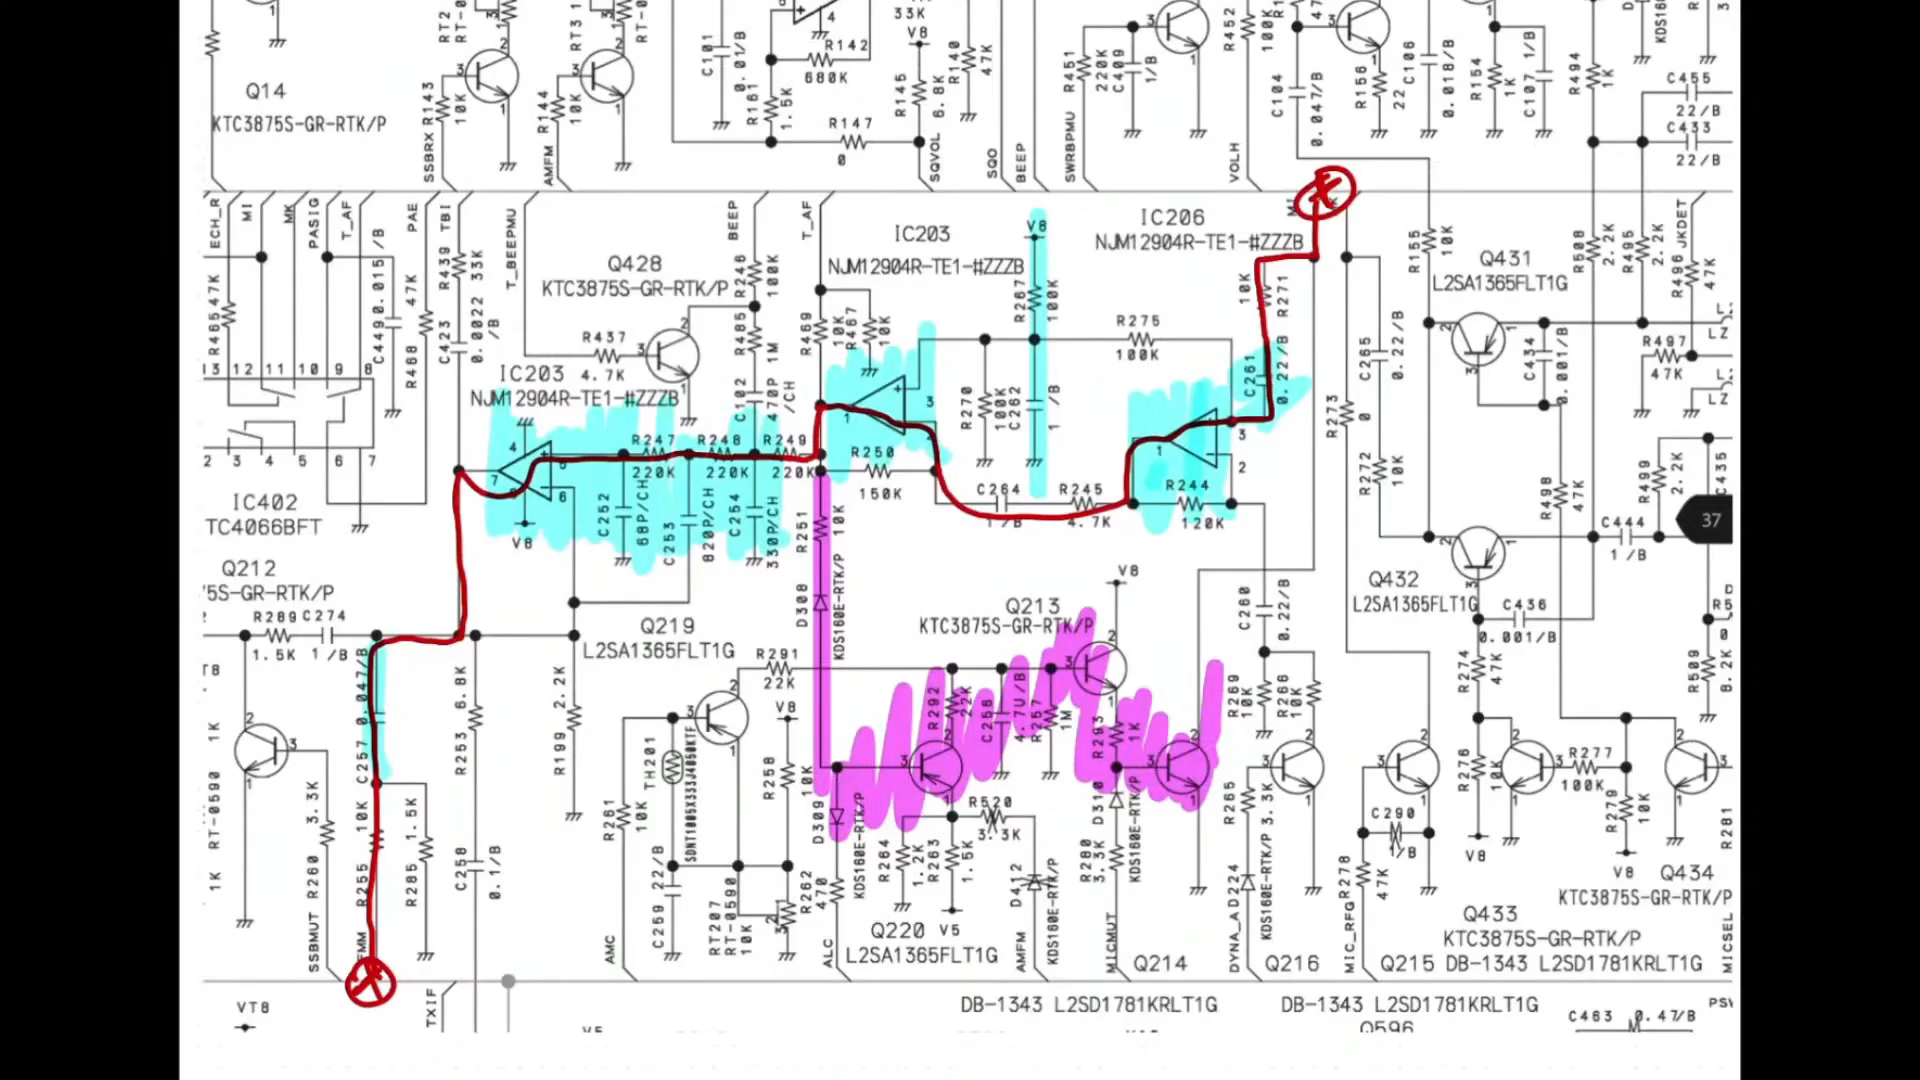 RT2
RT3
33K
V8
C101
0.01/B
R142
680K
R161
1.5K
R145
6.8K
R140
47K
R147
0
Q14
KTC3875S-GR-RTK/P
R143
10K
R144
10K
SSBRX
AMFM
SQVOL
SQO
BEEP
R451
220K
C409
1/B
SWRBPMU
R452
100K
VOLH
C104
0.047/B
R156
22
C106
0.018/B
R154
1K
C107
1/B
R494
1K
C455
22/B
C433
22/B
ECH_R
MI
MK
PASIG
T_AF
PAE
TBI
T_BEEPMU
BEEP
T_AF
IC203
NJM12904R-TE1-#ZZZB
V8
IC206
NJM12904R-TE1-#ZZZB
Q428
KTC3875S-GR-RTK/P
R437
4.7K
R246
100K
R485
1M
C102
470P
/CH
R469
10K
R467
10K
R267
100K
R275
100K
R270
100K
C262
1/B
R271
10K
C261
0.22/B
R465
47K
R468
47K
R439
33K
C423
0.0022
/B
IC203
NJM12904R-TE1-#ZZZB
R247
220K
R248
220K
R249
220K
R250
150K
C252
68P/CH
C253
820P/CH
C254
330P/CH
C264
1/B
R245
4.7K
R244
120K
C265
0.22/B
R273
0
R272
10K
R155
10K
Q431
L2SA1365FLT1G
C434
0.001/B
R508
2.2K
R495
2.2K
R496
47K
JKDET
R497
47K
R498
47K
R499
2.2K
C435
C444
1/B
37
IC402
TC4066BFT
Q212
R289
1.5K
C274
1/B
R251
10K
D308
KDS160E-RTK/P
Q219
L2SA1365FLT1G
R291
22K
Q213
KTC3875S-GR-RTK/P
V8
C260
0.22/B
Q432
L2SA1365FLT1G
C436
0.001/B
R509
8.2K
C257
0.047/B
R253
6.8K
R199
2.2K
TH201
R258
10K
V8
R292
22K
R257
1M
R293
1K
R269
10K
R266
10K
R274
47K
R276
10K
R277
100K
R279
10K
V8
R260
3.3K
R255
10K
R285
1.5K
C258
0.1/B
R261
10K
C259
22/B
RT207
RT-0590
10K
R262
470
D309
KDS160E-RTK/P
R264
1.2K
R263
1.5K
R520
3.3K
D412
KDS160E-RTK/P
R280
3.3K
D310
KDS160E-RTK/P
R265
3.3K
D224
KDS160E-RTK/P
C290
1/B
R278
47K
Q434
KTC3875S-GR-RTK/P
R281
Q433
KTC3875S-GR-RTK/P
SSBMUT
AMC
ALC
Q220
V5
L2SA1365FLT1G
AMFM
MICMUT
Q214
DYNA_A
Q216
MIC_RFG
Q215
DB-1343 L2SD1781KRLT1G
MICSEL
VT8
TXIF
DB-1343 L2SD1781KRLT1G
DB-1343 L2SD1781KRLT1G
Q596
C463
0.47/B